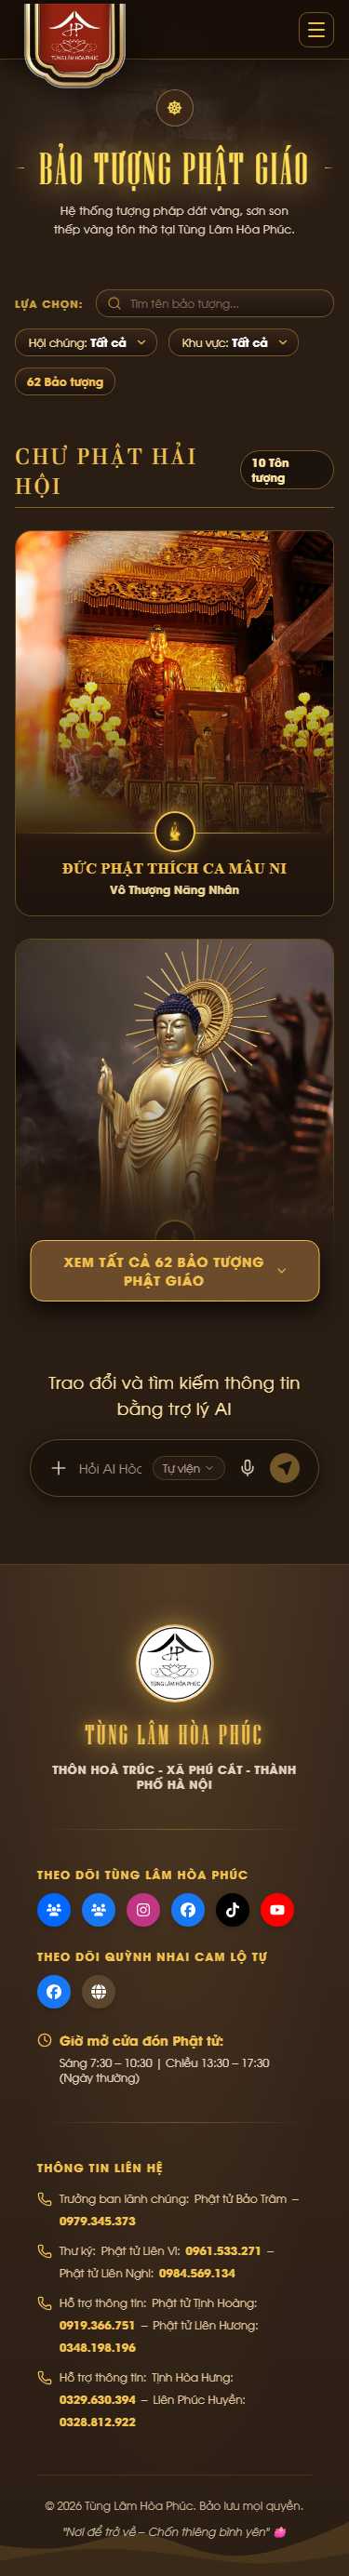 TÙNG LÂM HÒA PHÚC
BẢO TƯỢNG PHẬT GIÁO
Hệ thống tượng pháp dát vàng, sơn son
thếp vàng tôn thờ tại Tùng Lâm Hòa Phúc.
LỰA CHỌN:
Tìm tên bảo tượng...
Hội chúng: Tất cả
Khu vực: Tất cả
62 Bảo tượng
CHƯ PHẬT HẢI
HỘI
10 Tôn
tượng
ĐỨC PHẬT THÍCH CA MÂU NI
Vô Thượng Năng Nhân
XEM TẤT CẢ 62 BẢO TƯỢNG
PHẬT GIÁO
Trao đổi và tìm kiếm thông tin
bằng trợ lý AI
Hỏi AI Hòa
Tự viện
TÙNG LÂM HÒA PHÚC
TÙNG LÂM HÒA PHÚC
THÔN HOÀ TRÚC - XÃ PHÚ CÁT - THÀNH
PHỐ HÀ NỘI
THEO DÕI TÙNG LÂM HÒA PHÚC
THEO DÕI QUỲNH NHAI CAM LỘ TỰ
Giờ mở cửa đón Phật tử:
Sáng 7:30 – 10:30 | Chiều 13:30 – 17:30
(Ngày thường)
THÔNG TIN LIÊN HỆ
Trưởng ban lãnh chúng: Phật tử Bảo Trâm –
0979.345.373
Thư ký: Phật tử Liên Vi: 0961.533.271 –
Phật tử Liên Nghi: 0984.569.134
Hỗ trợ thông tin: Phật tử Tịnh Hoàng:
0919.366.751 – Phật tử Liên Hương:
0348.198.196
Hỗ trợ thông tin: Tịnh Hòa Hưng:
0329.630.394 – Liên Phúc Huyền:
0328.812.922
© 2026 Tùng Lâm Hòa Phúc. Bảo lưu mọi quyền.
"Nơi để trở về – Chốn thiêng bình yên" 🪷